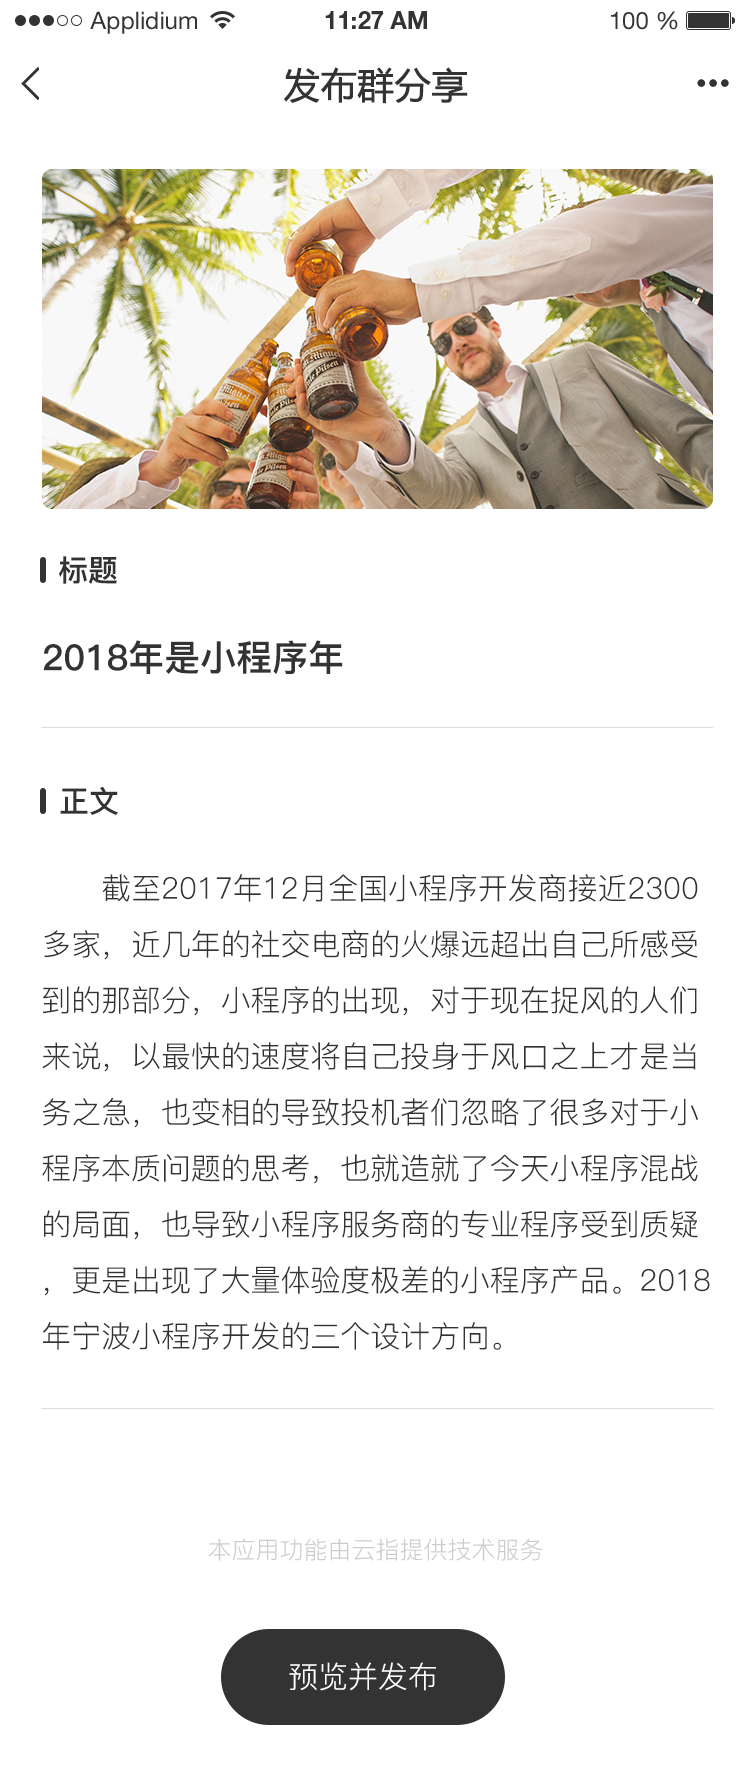 Applidium 11:27 AM 100 %
发布群分享
Miguel
Pilsen
Miguel
Pilsen
标题
2018年是小程序年
正文
截至2017年12月全国小程序开发商接近2300
多家，近几年的社交电商的火爆远超出自己所感受
到的那部分，小程序的出现，对于现在捉风的人们
来说，以最快的速度将自己投身于风口之上才是当
务之急，也变相的导致投机者们忽略了很多对于小
程序本质问题的思考，也就造就了今天小程序混战
的局面，也导致小程序服务商的专业程序受到质疑
，更是出现了大量体验度极差的小程序产品。2018
年宁波小程序开发的三个设计方向。
本应用功能由云指提供技术服务
预览并发布